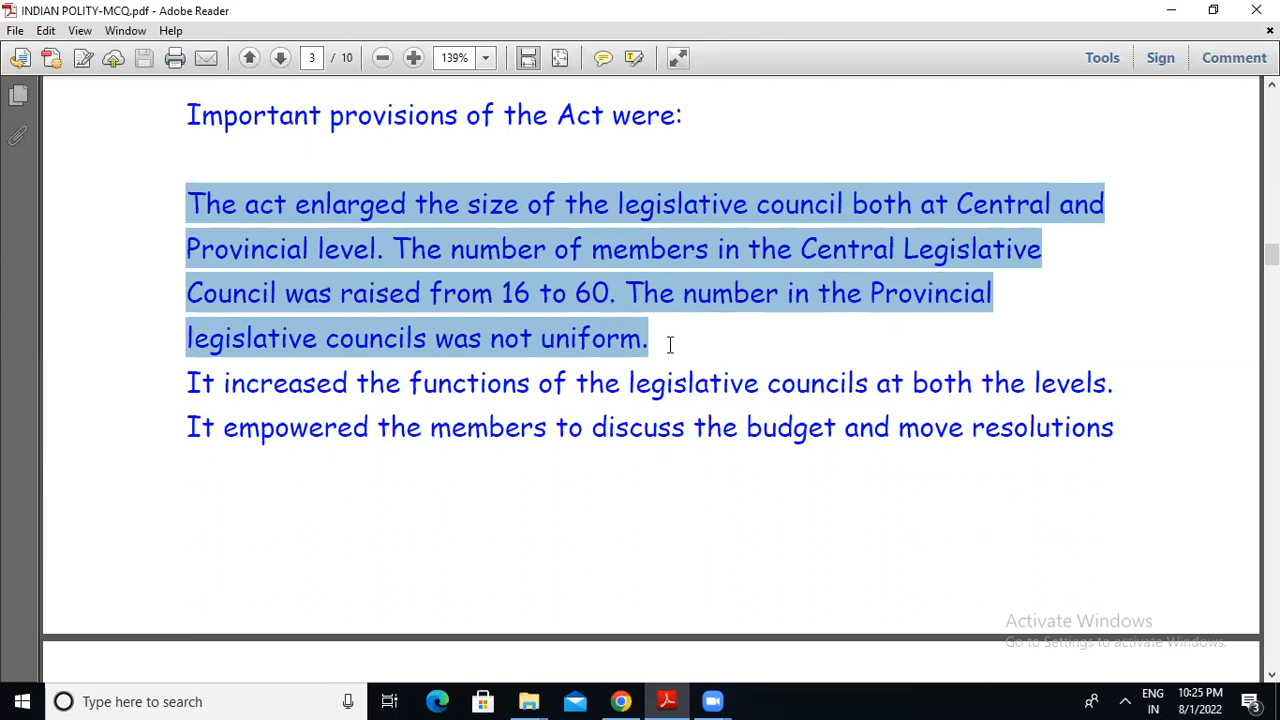 INDIAN POLITY-MCQ.pdf - Adobe Reader
File Edit View Window Help
3 / 10 139% Tools Sign Comment
Important provisions of the Act were:
The act enlarged the size of the legislative council both at Central and
Provincial level. The number of members in the Central Legislative
Council was raised from 16 to 60. The number in the Provincial
legislative councils was not uniform.
It increased the functions of the legislative councils at both the levels.
It empowered the members to discuss the budget and move resolutions
Activate Windows
Go to Settings to activate Windows.
Type here to search
ENG
IN
10:25 PM
8/1/2022
3